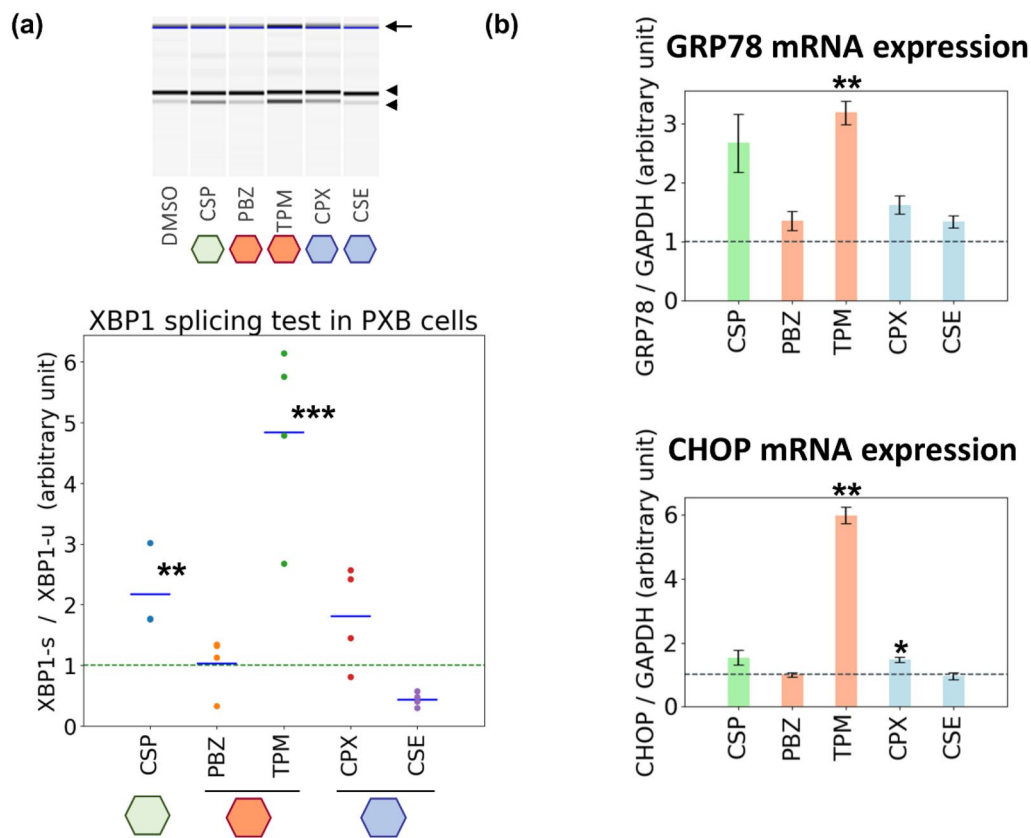 (a)
DMSO
CSP
PBZ
TPM
CPX
CSE
XBP1 splicing test in PXB cells
XBP1-s / XBP1-u (arbitrary unit)
6
5
4
3
2
1
0
**
***
CSP
PBZ
TPM
CPX
CSE
(b)
GRP78 mRNA expression
GRP78 / GAPDH (arbitrary unit)
3
2
1
0
**
CSP
PBZ
TPM
CPX
CSE
CHOP mRNA expression
CHOP / GAPDH (arbitrary unit)
6
4
2
0
**
*
CSP
PBZ
TPM
CPX
CSE